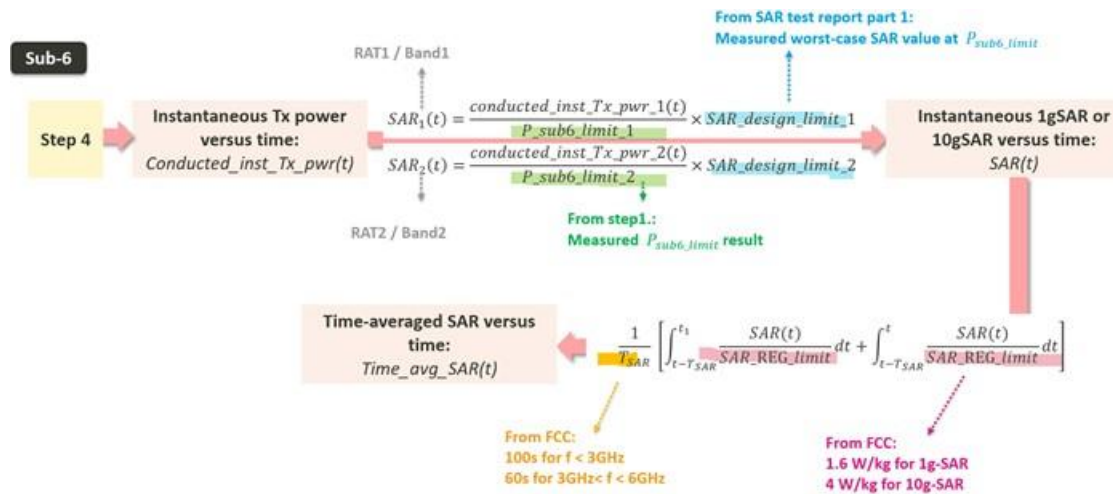 Sub-6
From SAR test report part 1:
Measured worst-case SAR value at P_sub6_limit
RAT1 / Band1
Step 4
Instantaneous Tx power
versus time:
Conducted_inst_Tx_pwr(t)
SAR₁(t) = conducted_inst_Tx_pwr_1(t) / P_sub6_limit_1 × SAR_design_limit_1
SAR₂(t) = conducted_inst_Tx_pwr_2(t) / P_sub6_limit_2 × SAR_design_limit_2
Instantaneous 1gSAR or
10gSAR versus time:
SAR(t)
RAT2 / Band2
From step1.:
Measured P_sub6_limit result
Time-averaged SAR versus
time:
Time_avg_SAR(t)
1/T_SAR [∫_{t−T_SAR}^{t₁} SAR(t)/SAR_REG_limit dt + ∫_{t−T_SAR}^{t} SAR(t)/SAR_REG_limit dt]
From FCC:
100s for f < 3GHz
60s for 3GHz< f < 6GHz
From FCC:
1.6 W/kg for 1g-SAR
4 W/kg for 10g-SAR